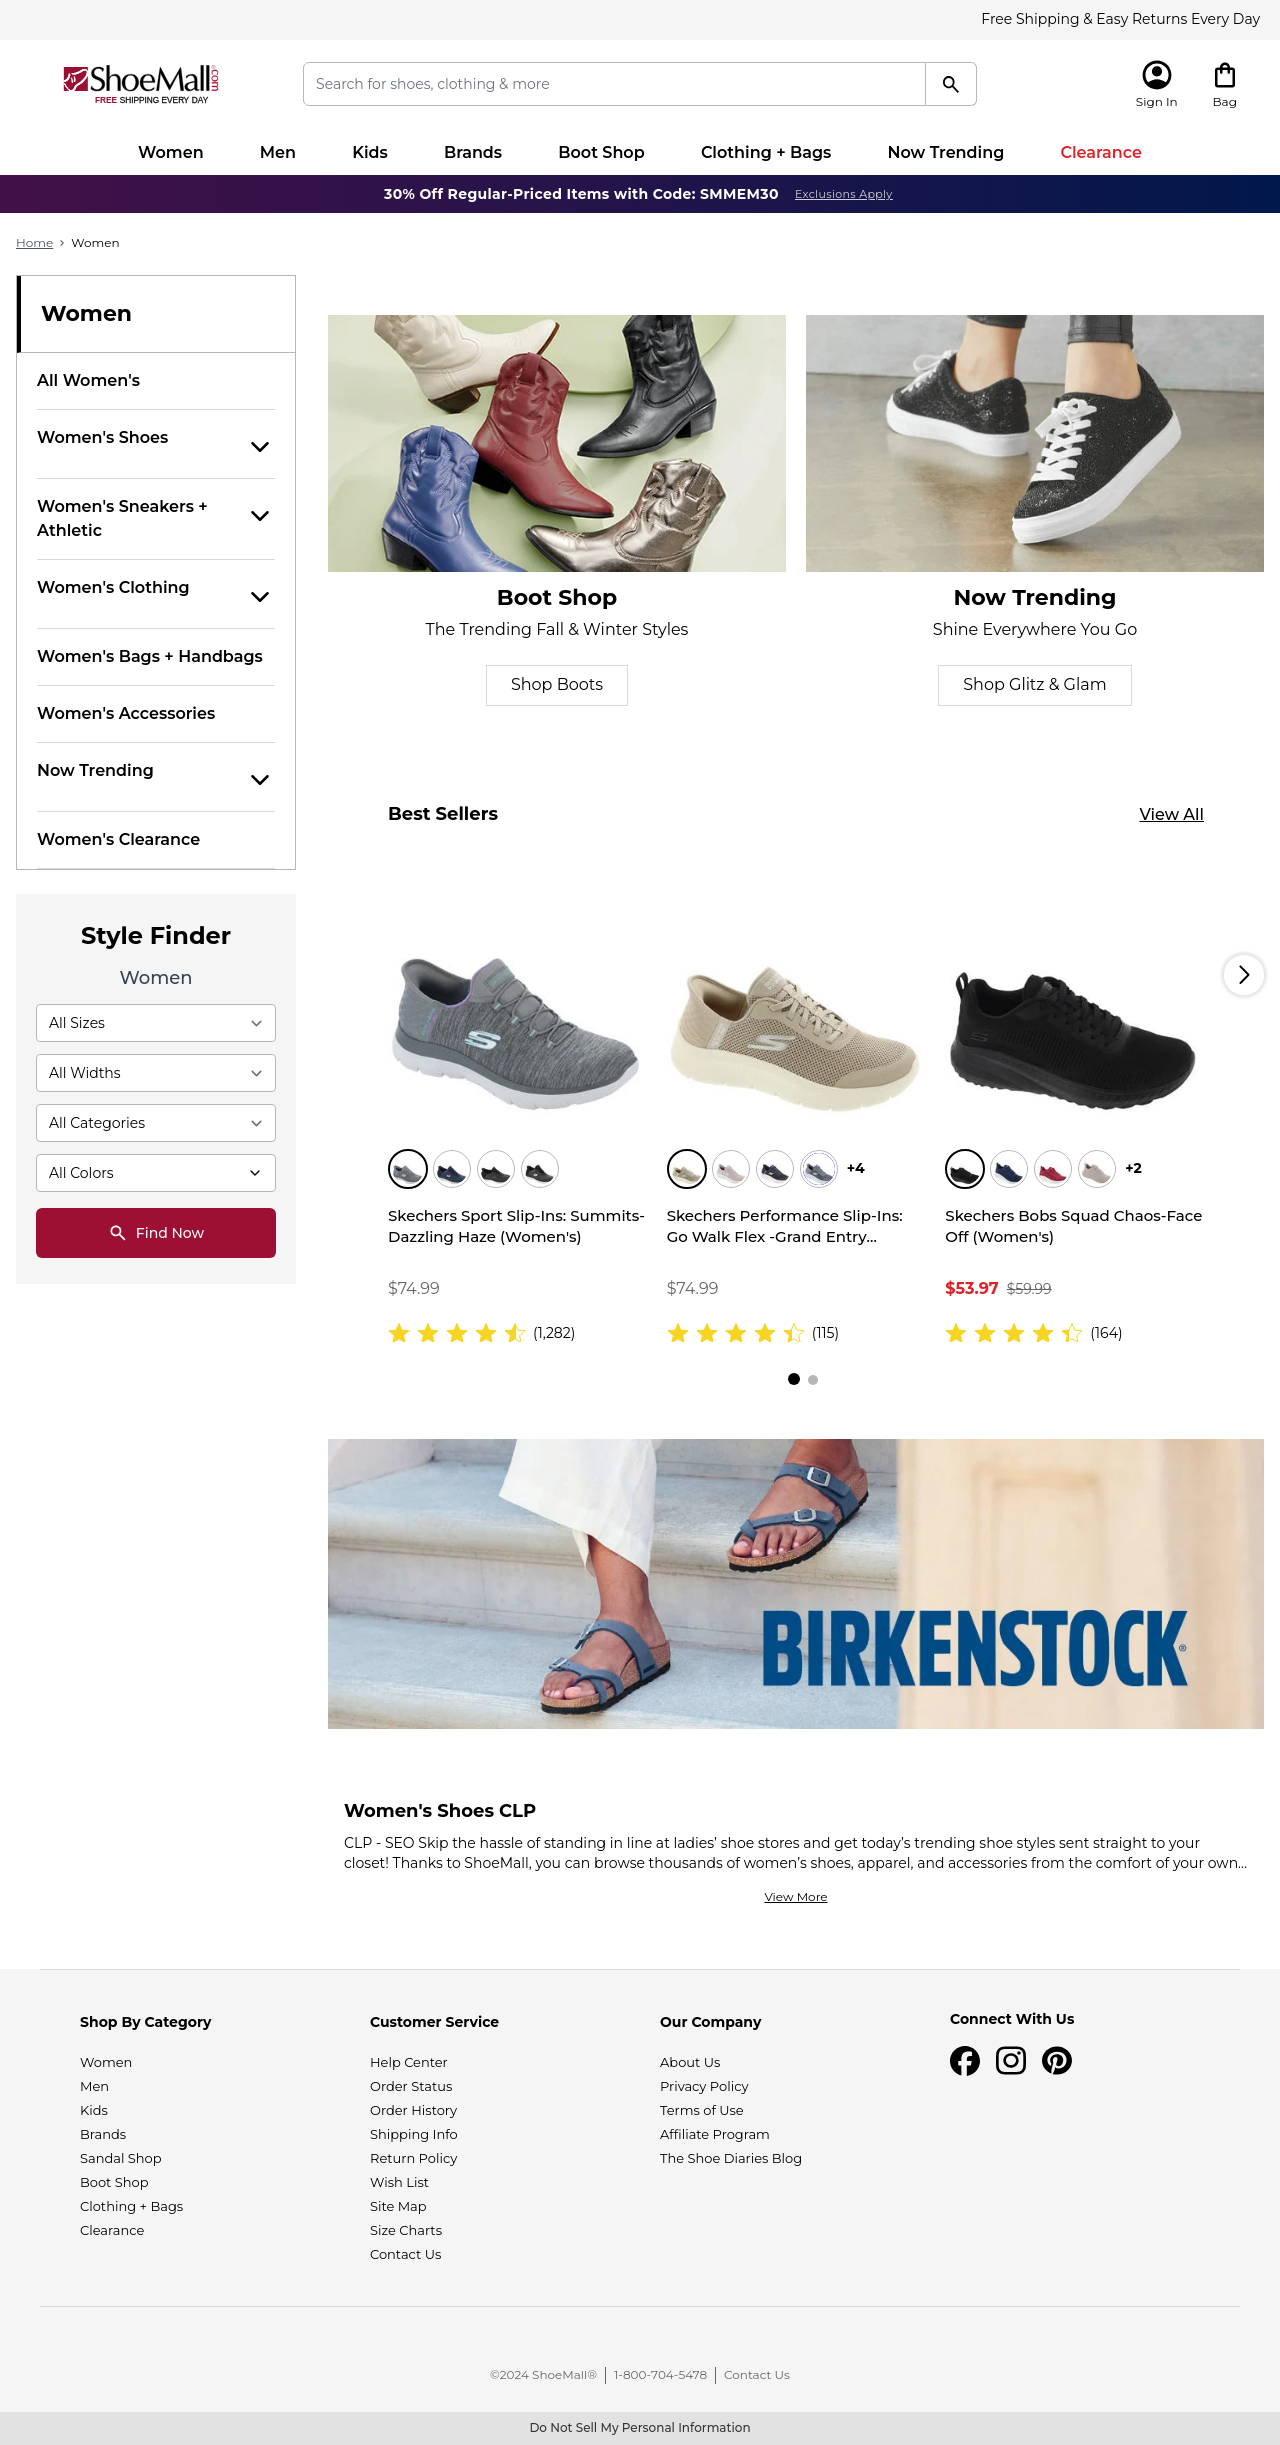 Free Shipping & Easy Returns Every Day
ShoeMall.com
FREE SHIPPING EVERY DAY
Search for shoes, clothing & more
Sign In
Bag
Women
Men
Kids
Brands
Boot Shop
Clothing + Bags
Now Trending
Clearance
30% Off Regular-Priced Items with Code: SMMEM30
Exclusions Apply
Home › Women
Women
All Women's
Women's Shoes
Women's Sneakers +
Athletic
Women's Clothing
Women's Bags + Handbags
Women's Accessories
Now Trending
Women's Clearance
Style Finder
Women
All Sizes
All Widths
All Categories
All Colors
Find Now
Boot Shop
The Trending Fall & Winter Styles
Shop Boots
Now Trending
Shine Everywhere You Go
Shop Glitz & Glam
Best Sellers
View All
Skechers Sport Slip-Ins: Summits-
Dazzling Haze (Women's)
$74.99
(1,282)
+4
Skechers Performance Slip-Ins:
Go Walk Flex -Grand Entry...
$74.99
(115)
+2
Skechers Bobs Squad Chaos-Face
Off (Women's)
$53.97 $59.99
(164)
BIRKENSTOCK®
Women's Shoes CLP
CLP - SEO Skip the hassle of standing in line at ladies’ shoe stores and get today’s trending shoe styles sent straight to your
closet! Thanks to ShoeMall, you can browse thousands of women’s shoes, apparel, and accessories from the comfort of your own...
View More
Shop By Category
Women
Men
Kids
Brands
Sandal Shop
Boot Shop
Clothing + Bags
Clearance
Customer Service
Help Center
Order Status
Order History
Shipping Info
Return Policy
Wish List
Site Map
Size Charts
Contact Us
Our Company
About Us
Privacy Policy
Terms of Use
Affiliate Program
The Shoe Diaries Blog
Connect With Us
©2024 ShoeMall®
1-800-704-5478
Contact Us
Do Not Sell My Personal Information